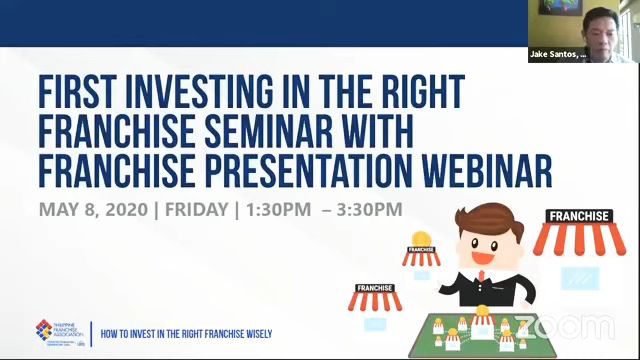 Jake Santos, ...
FIRST INVESTING IN THE RIGHT
FRANCHISE SEMINAR WITH
FRANCHISE PRESENTATION WEBINAR
MAY 8, 2020 | FRIDAY | 1:30PM – 3:30PM
FRANCHISE
FRANCHISE
FRANCHISE
PHILIPPINE
FRANCHISE
ASSOCIATION
HOW TO INVEST IN THE RIGHT FRANCHISE WISELY
zoom